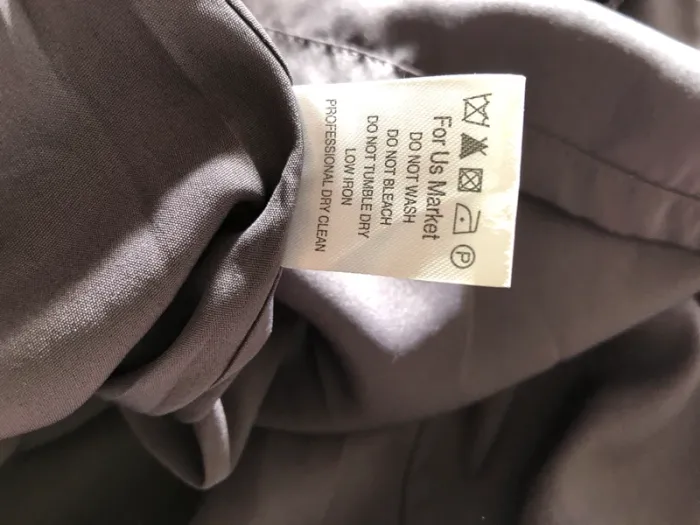 For Us Market
DO NOT WASH
DO NOT BLEACH
DO NOT TUMBLE DRY
LOW IRON
PROFESSIONAL DRY CLEAN